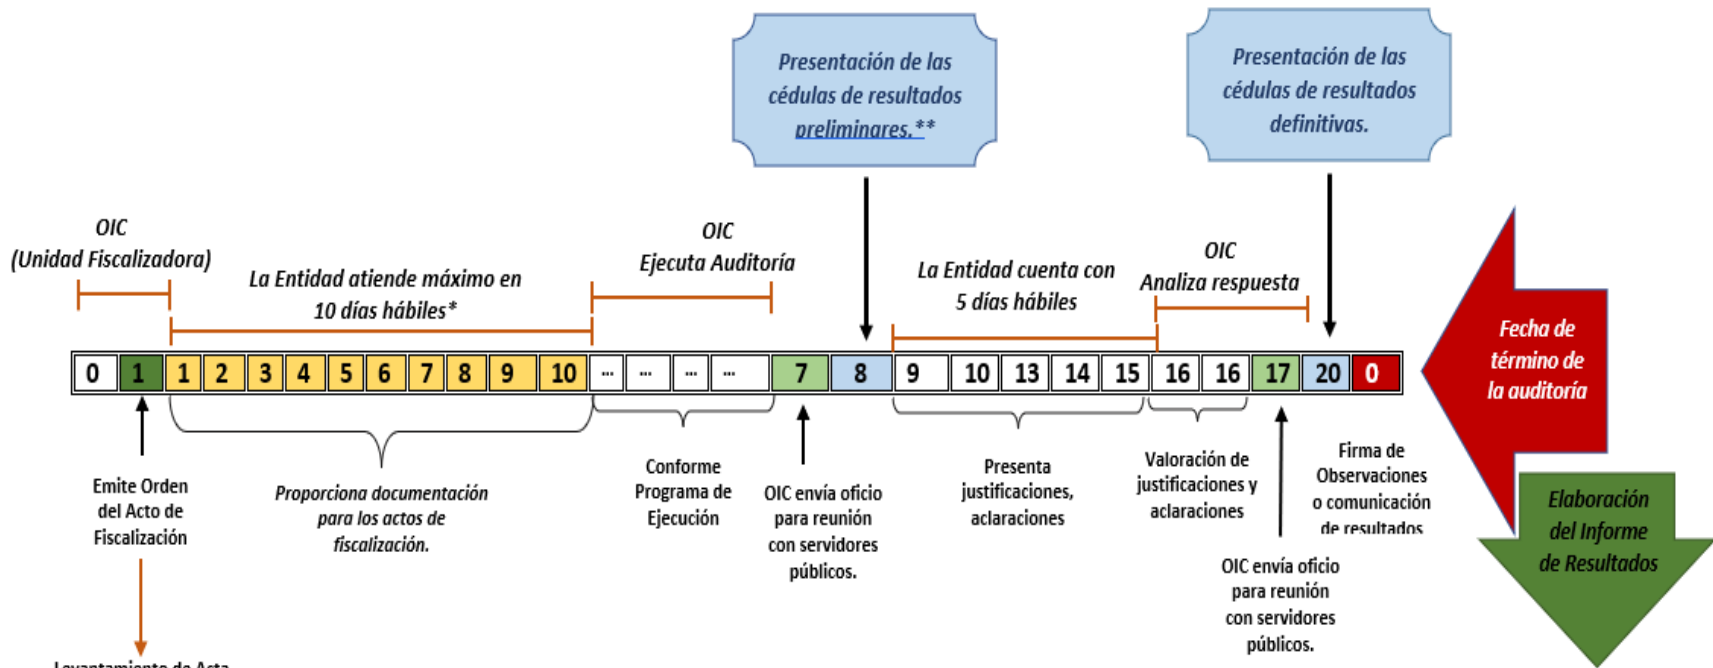 Presentación de las
cédulas de resultados
preliminares.**
Presentación de las
cédulas de resultados
definitivas.
OIC
(Unidad Fiscalizadora)
La Entidad atiende máximo en
10 días hábiles*
OIC
Ejecuta Auditoría
La Entidad cuenta con
5 días hábiles
OIC
Analiza respuesta
0 1 1 2 3 4 5 6 7 8 9 10 ... ... ... ... 7 8 9 10 13 14 15 16 16 17 20 0
Fecha de
término de
la auditoría
Emite Orden
del Acto de
Fiscalización
Proporciona documentación
para los actos de
fiscalización.
Conforme
Programa de
Ejecución
OIC envía oficio
para reunión
con servidores
públicos.
Presenta
justificaciones,
aclaraciones
Valoración de
justificaciones y
aclaraciones
OIC envía oficio
para reunión
con servidores
públicos.
Firma de
Observaciones
o comunicación
de resultados
Elaboración
del Informe
de Resultados
Levantamiento de Acta